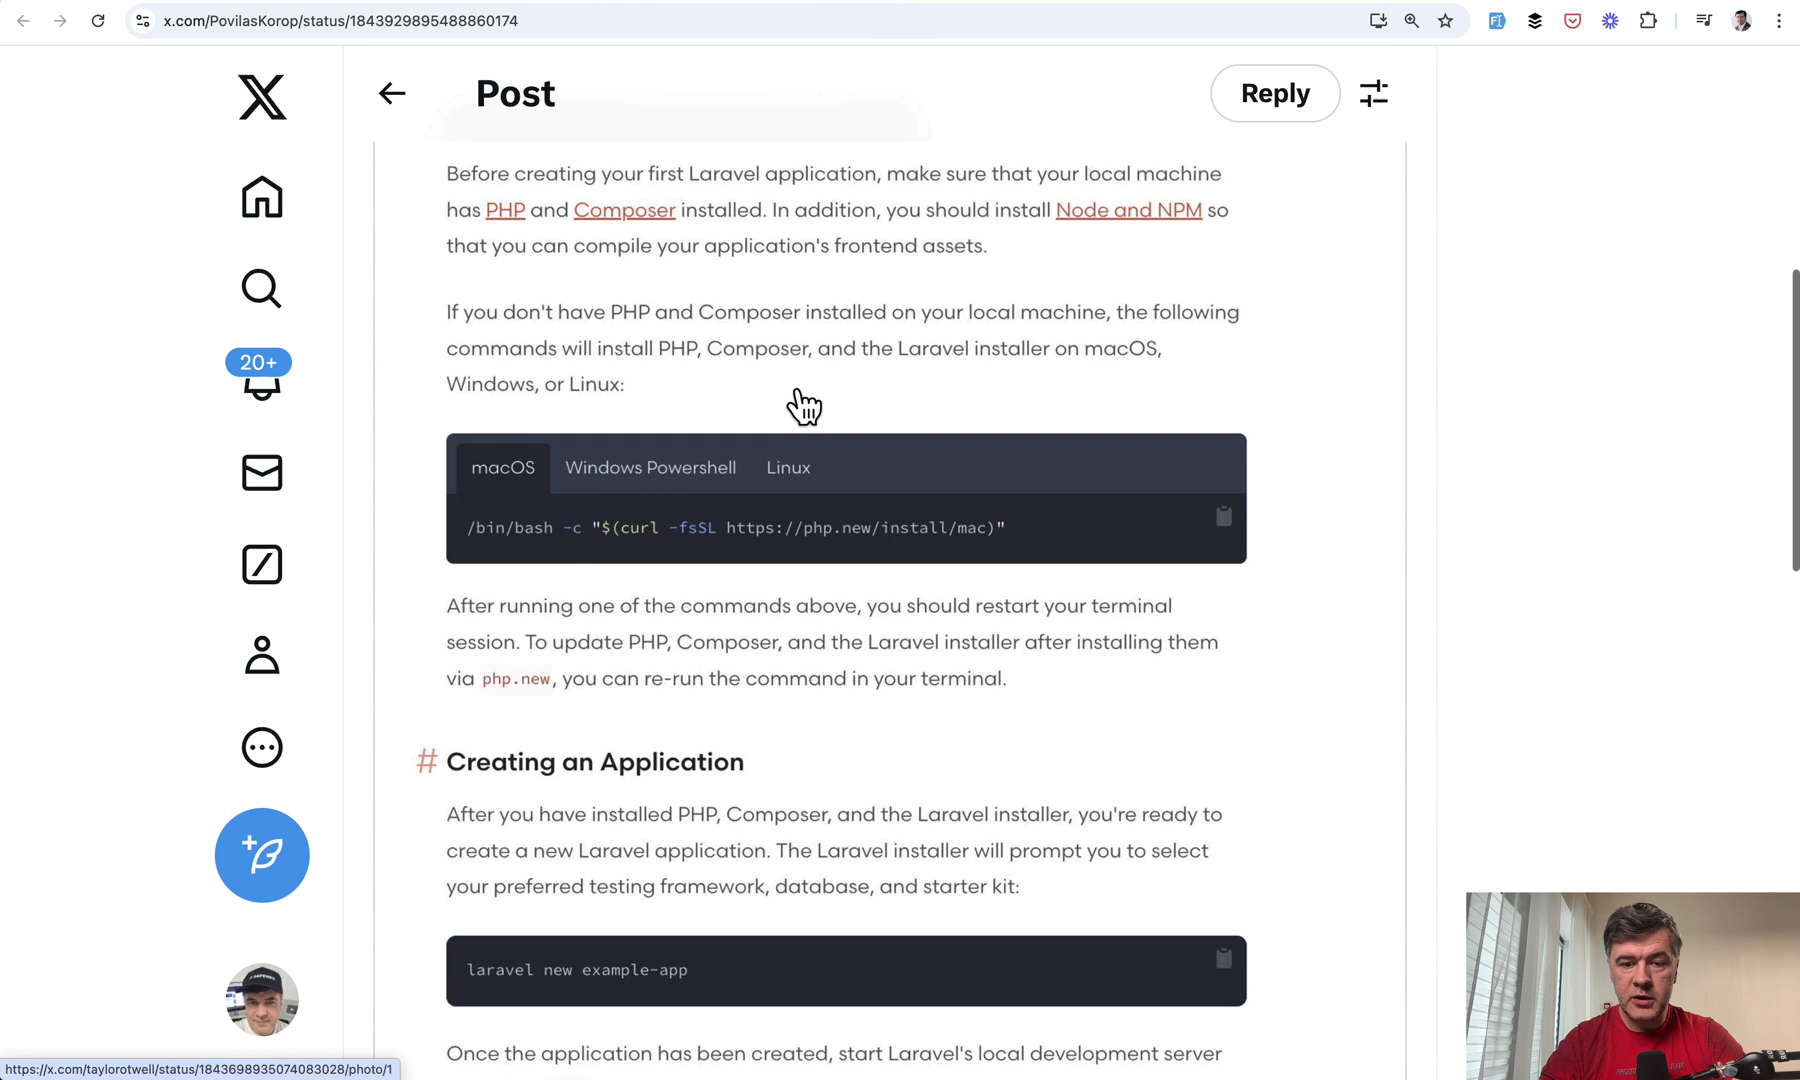 x.com/PovilasKorop/status/1843929895488860174
Post
Reply
20+
Before creating your first Laravel application, make sure that your local machine
has PHP and Composer installed. In addition, you should install Node and NPM so
that you can compile your application's frontend assets.
If you don't have PHP and Composer installed on your local machine, the following
commands will install PHP, Composer, and the Laravel installer on macOS,
Windows, or Linux:
macOS Windows Powershell Linux
/bin/bash -c "$(curl -fsSL https://php.new/install/mac)"
After running one of the commands above, you should restart your terminal
session. To update PHP, Composer, and the Laravel installer after installing them
via php.new, you can re-run the command in your terminal.
# Creating an Application
After you have installed PHP, Composer, and the Laravel installer, you're ready to
create a new Laravel application. The Laravel installer will prompt you to select
your preferred testing framework, database, and starter kit:
laravel new example-app
Once the application has been created, start Laravel's local development server
https://x.com/taylorotwell/status/1843698935074083028/photo/1